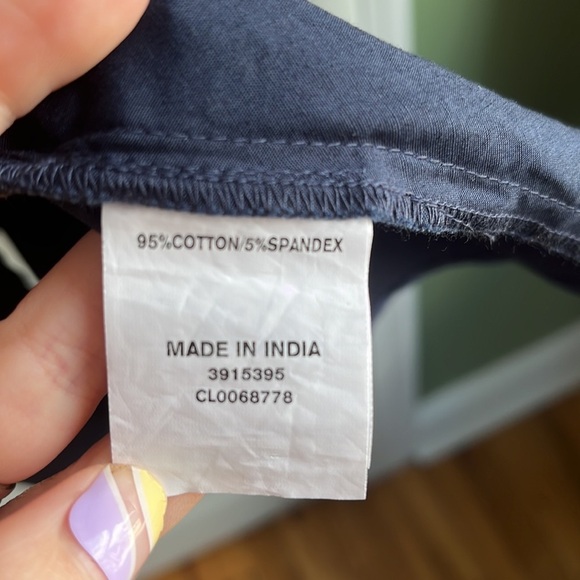 95%COTTON/5%SPANDEX
MADE IN INDIA
3915395
CL0068778